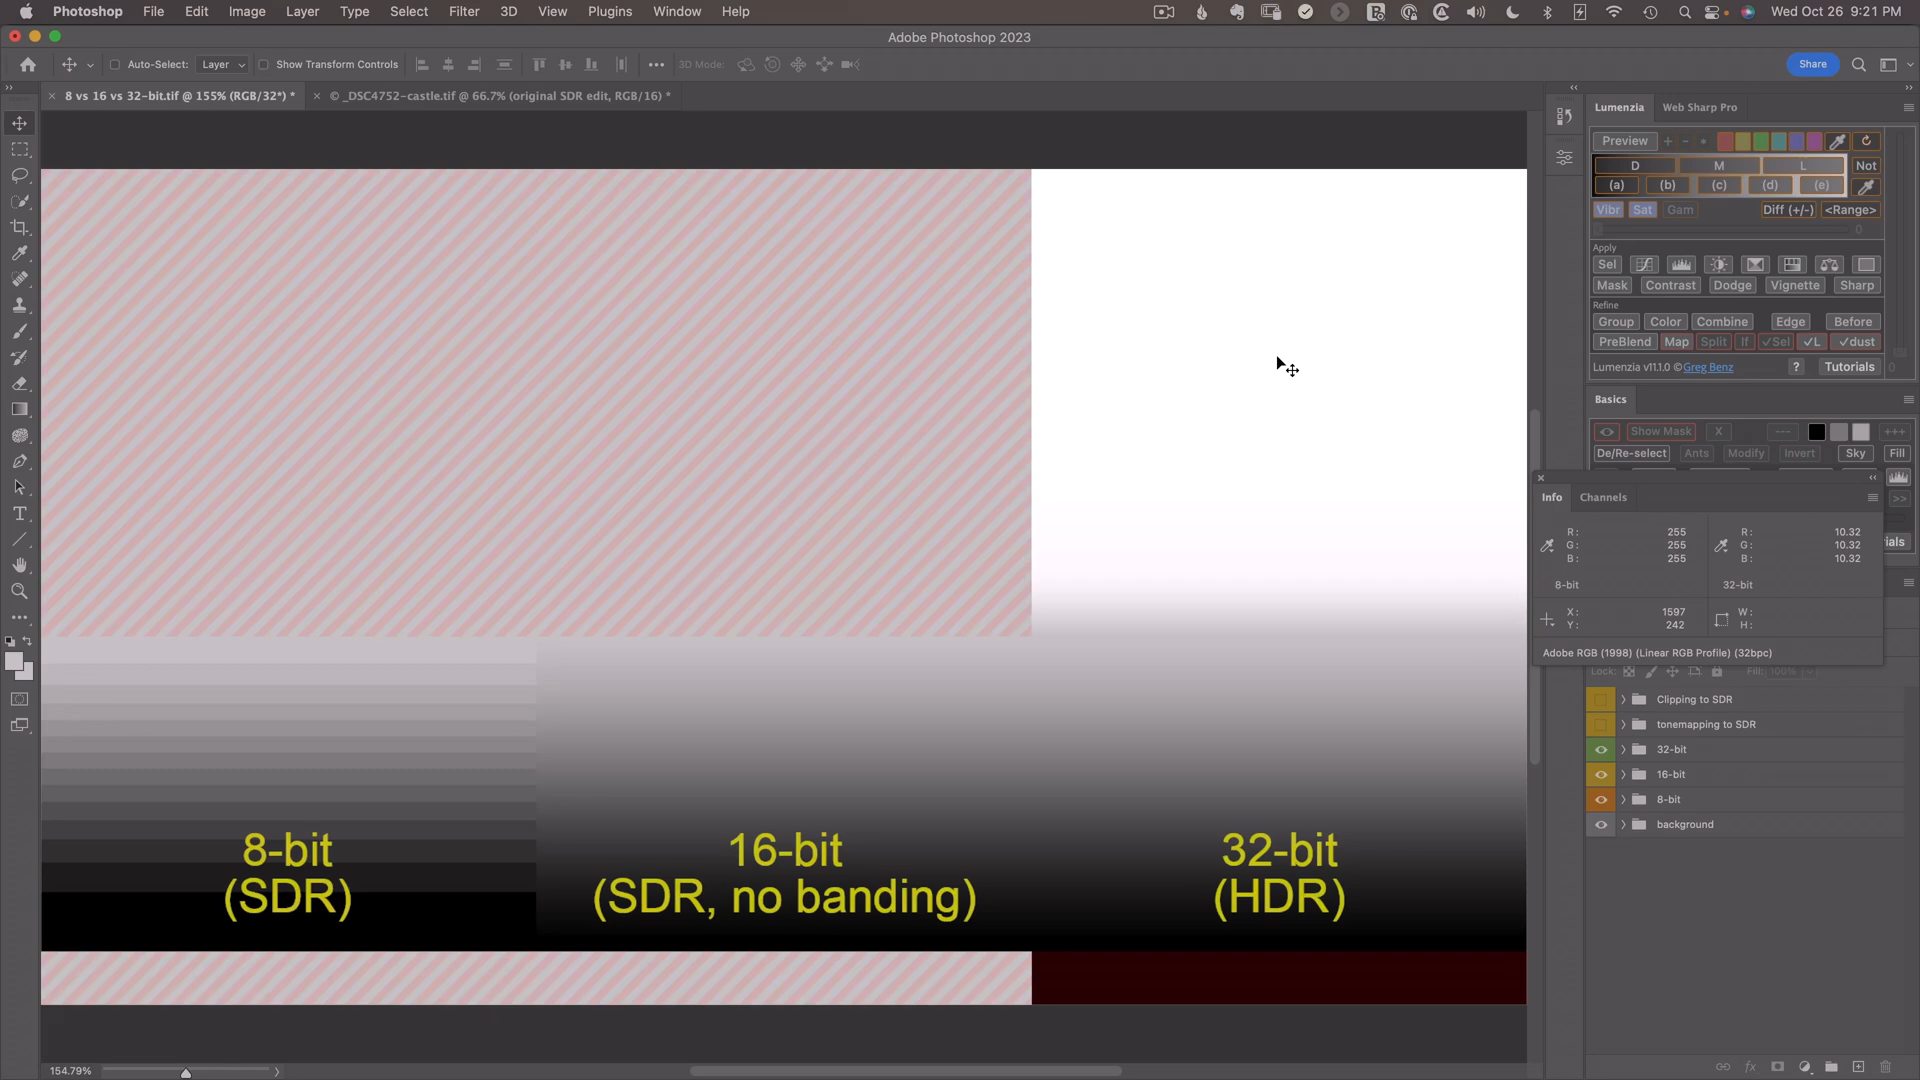 Photoshop File Edit Image Layer Type Select Filter 3D View Plugins Window Help Wed Oct 26 9:21 PM
Adobe Photoshop 2023
Auto-Select: Layer Show Transform Controls 3D Mode: Share
8 vs 16 vs 32-bit.tif @ 155% (RGB/32*) * © _DSC4752-castle.tif @ 66.7% (original SDR edit, RGB/16) *
Lumenzia Web Sharp Pro
Preview + -
D M L Not
(a) (b) (c) (d) (e)
Vibr Sat Gam Diff (+/-) <Range>
0
Apply
Sel
Mask Contrast Dodge Vignette Sharp
Refine
Group Color Combine Edge Before
PreBlend Map Split If ✓Sel ✓L ✓dust
Lumenzia v11.1.0 © Greg Benz ? Tutorials 0
Basics
Show Mask X --- +++
De/Re-select Ants Modify Invert Sky Fill
>>
Info Channels
R: 255 R: 10.32
G: 255 G: 10.32
B: 255 B: 10.32
ials
8-bit 32-bit
X: 1597 W:
Y: 242 H:
Adobe RGB (1998) (Linear RGB Profile) (32bpc)
Lock: Fill: 100%
Clipping to SDR
tonemapping to SDR
32-bit
16-bit
8-bit
background
8-bit
(SDR)
16-bit
(SDR, no banding)
32-bit
(HDR)
154.79%